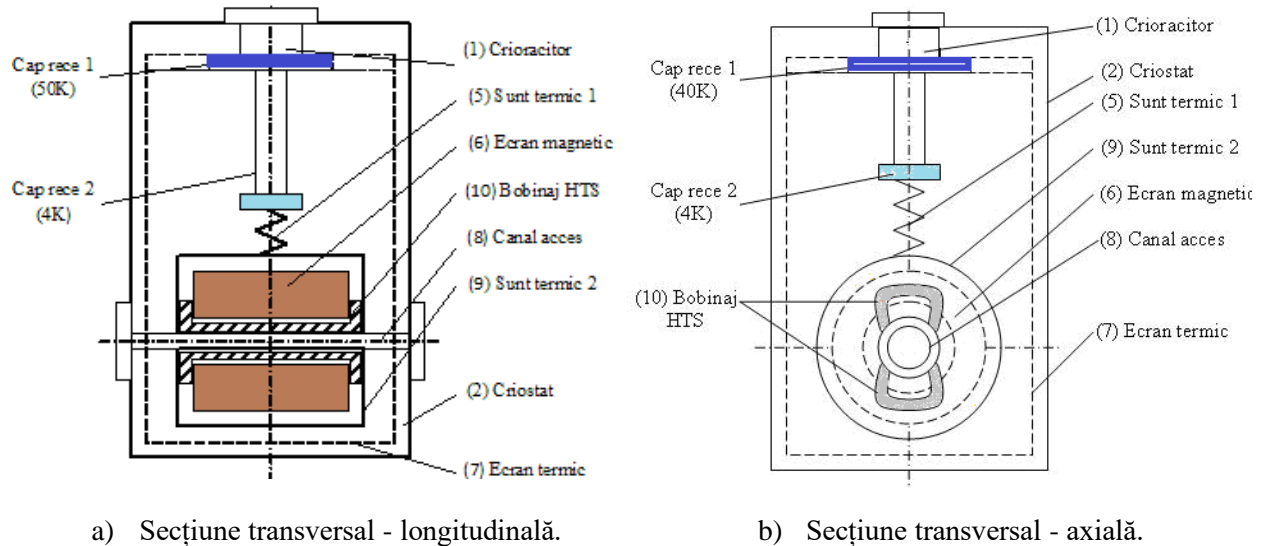 (1) Crioracitor
Cap rece 1
(50K)
(5) Sunt termic 1
(6) Ecran magnetic
Cap rece 2
(4K)
(10) Bobinaj HTS
(8) Canal acces
(9) Sunt termic 2
(2) Criostat
(7) Ecran termic
a) Secțiune transversal - longitudinală.
(1) Crioracitor
Cap rece 1
(40K)
(2) Criostat
(5) Sunt termic 1
(9) Sunt termic 2
Cap rece 2
(4K)
(6) Ecran magnetic
(8) Canal acces
(10) Bobinaj
HTS
(7) Ecran termic
b) Secțiune transversal - axială.